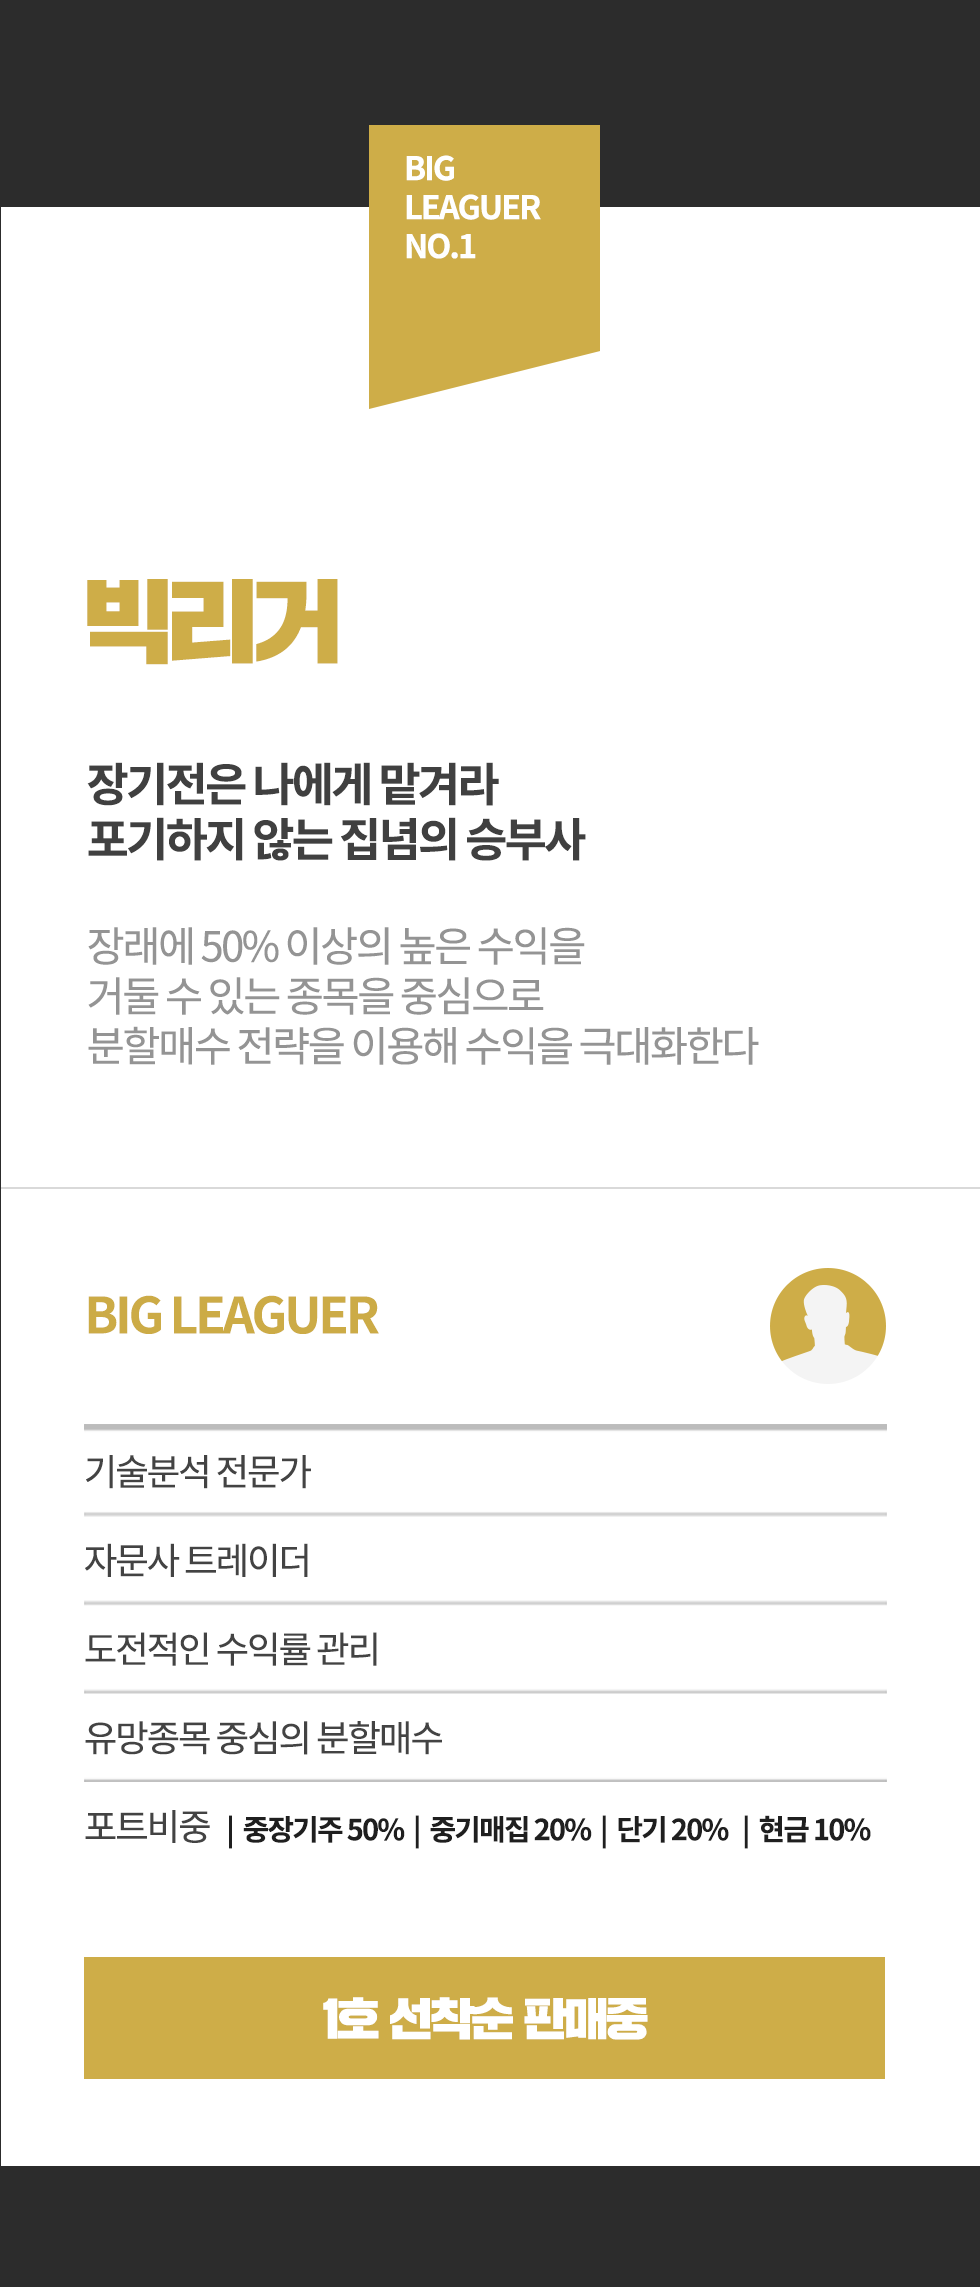 BIG
LEAGUER
NO.1
빅리거
장기전은 나에게 맡겨라
포기하지 않는 집념의 승부사
장래에 50% 이상의 높은 수익을
거둘 수 있는 종목을 중심으로
분할매수 전략을 이용해 수익을 극대화한다
BIG LEAGUER
기술분석 전문가
자문사 트레이더
도전적인 수익률 관리
유망종목 중심의 분할매수
포트비중 | 중장기주 50% | 중기매집 20% | 단기 20% | 현금 10%
1호 선착순 판매중